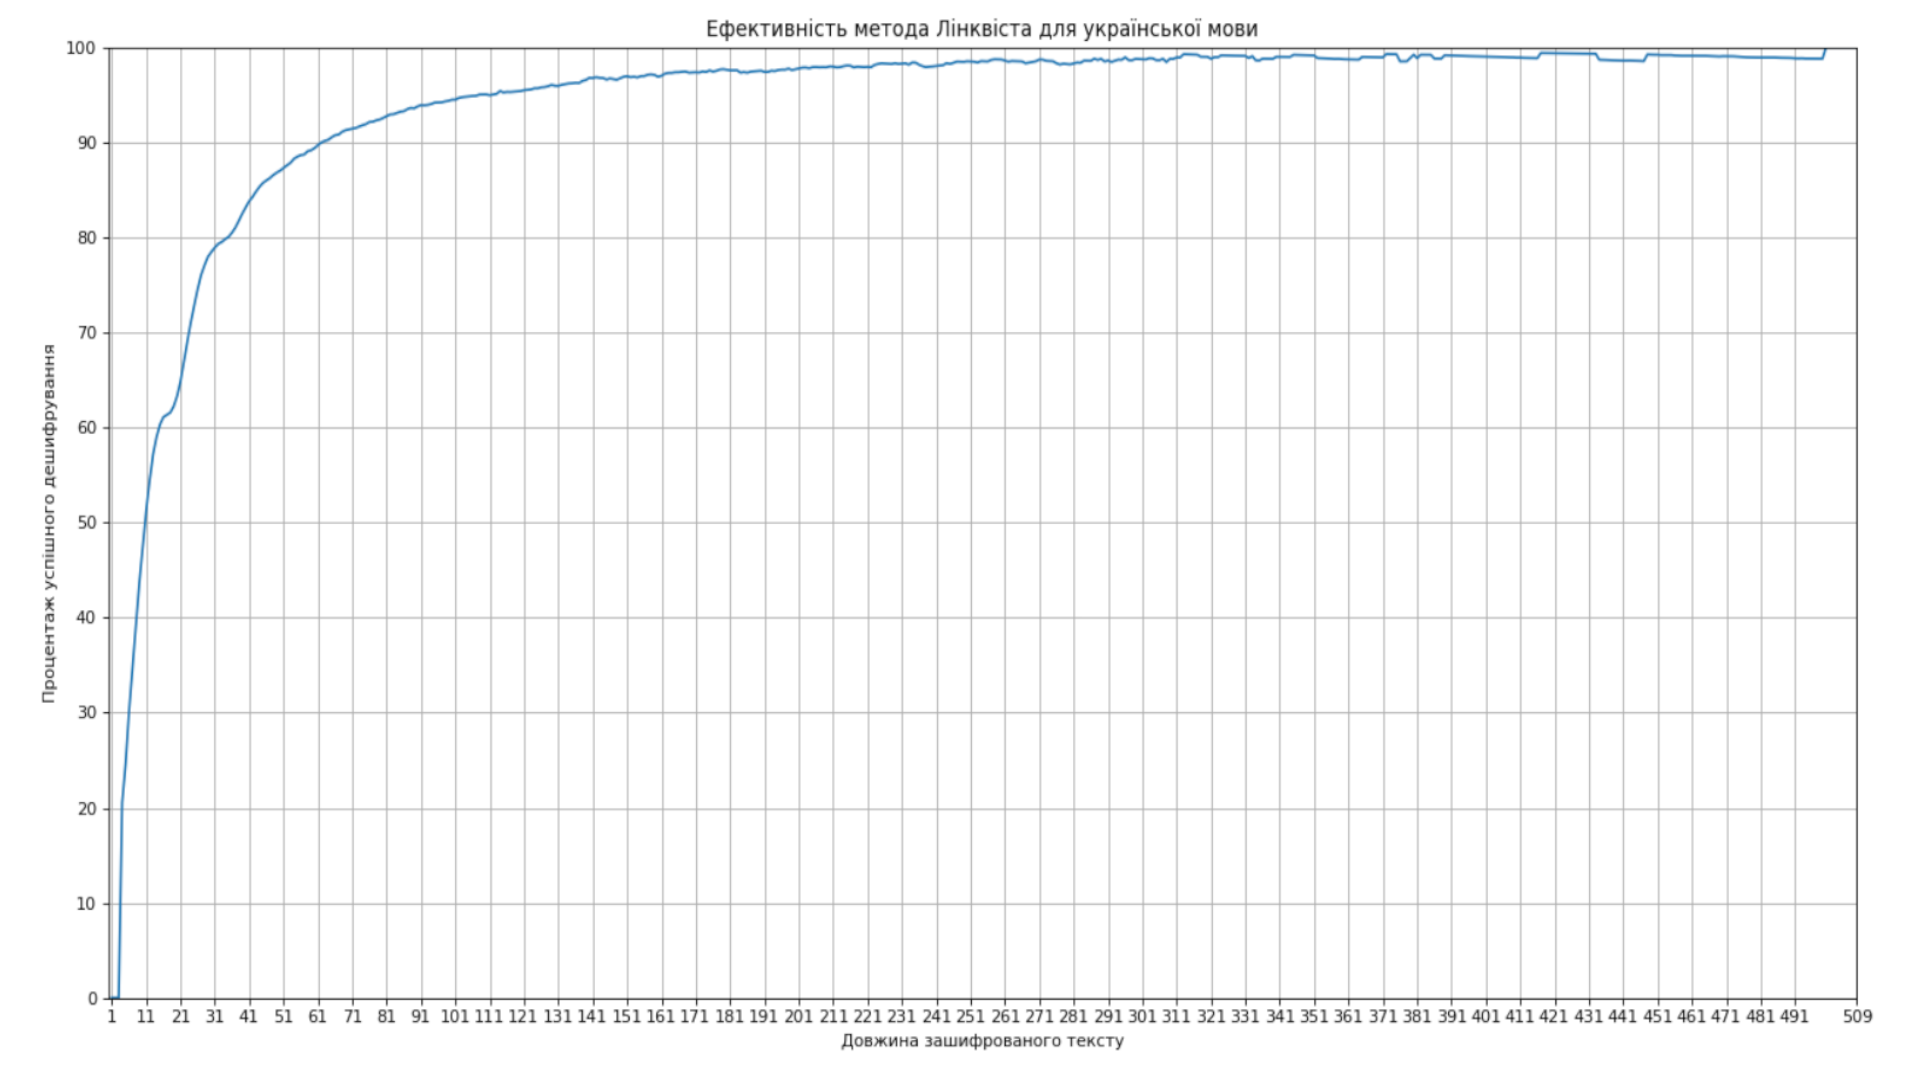 Ефективність метода Лінквіста для української мови
100
90
80
70
60
50
40
30
20
10
0
Процентаж успішного дешифрування
1 11 21 31 41 51 61 71 81 91 101 111 121 131 141 151 161 171 181 191 201 211 221 231 241 251 261 271 281 291 301 311 321 331 341 351 361 371 381 391 401 411 421 431 441 451 461 471 481 491 509
Довжина зашифрованого тексту